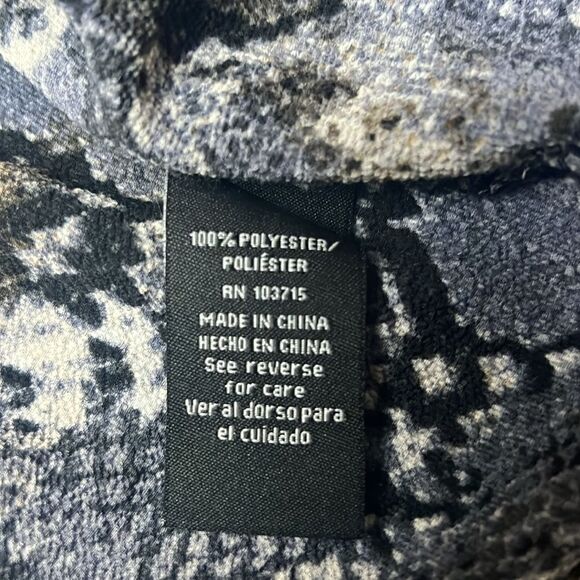 100% POLYESTER/
POLIÉSTER
RN 103715
MADE IN CHINA
HECHO EN CHINA
See reverse
for care
Ver al dorso para
el cuidado